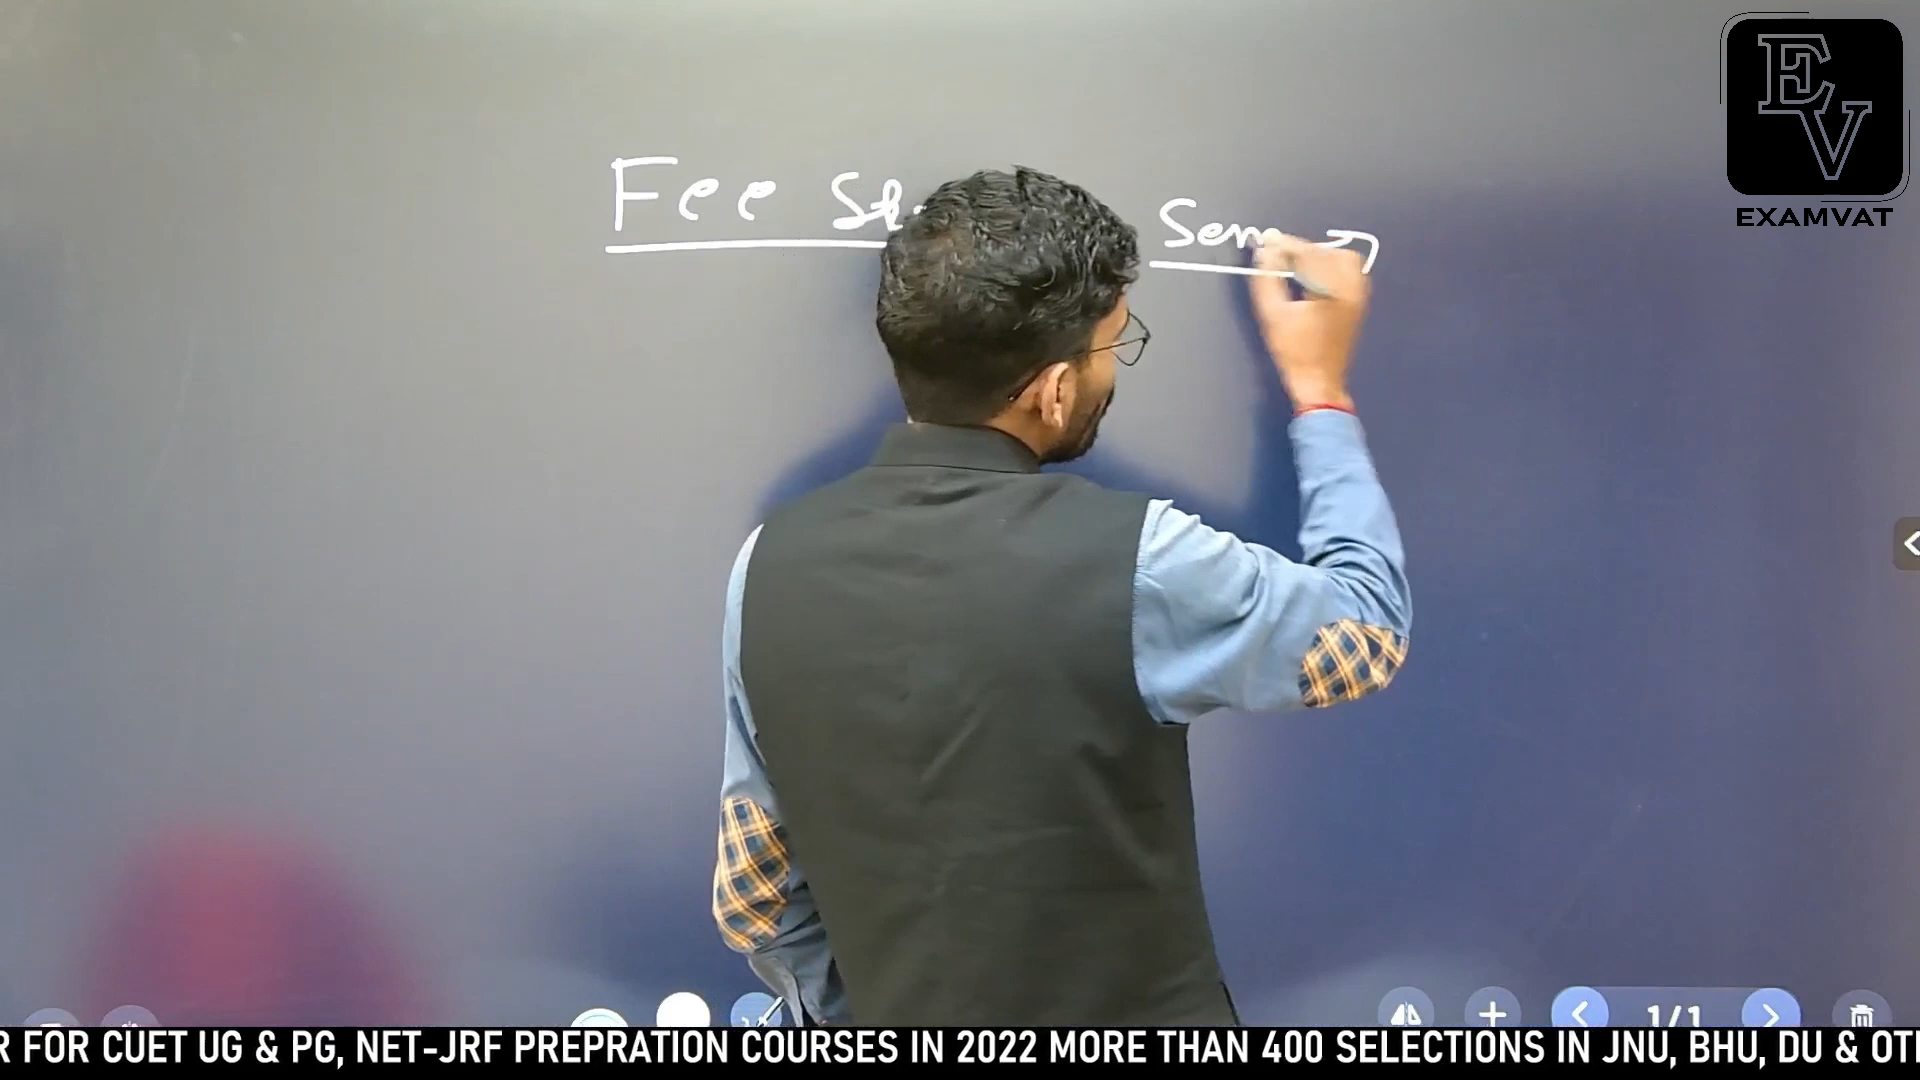 EV
EXAMVAT
Fee Sem
R FOR CUET UG & PG, NET-JRF PREPRATION COURSES IN 2022 MORE THAN 400 SELECTIONS IN JNU, BHU, DU & OT
1/1